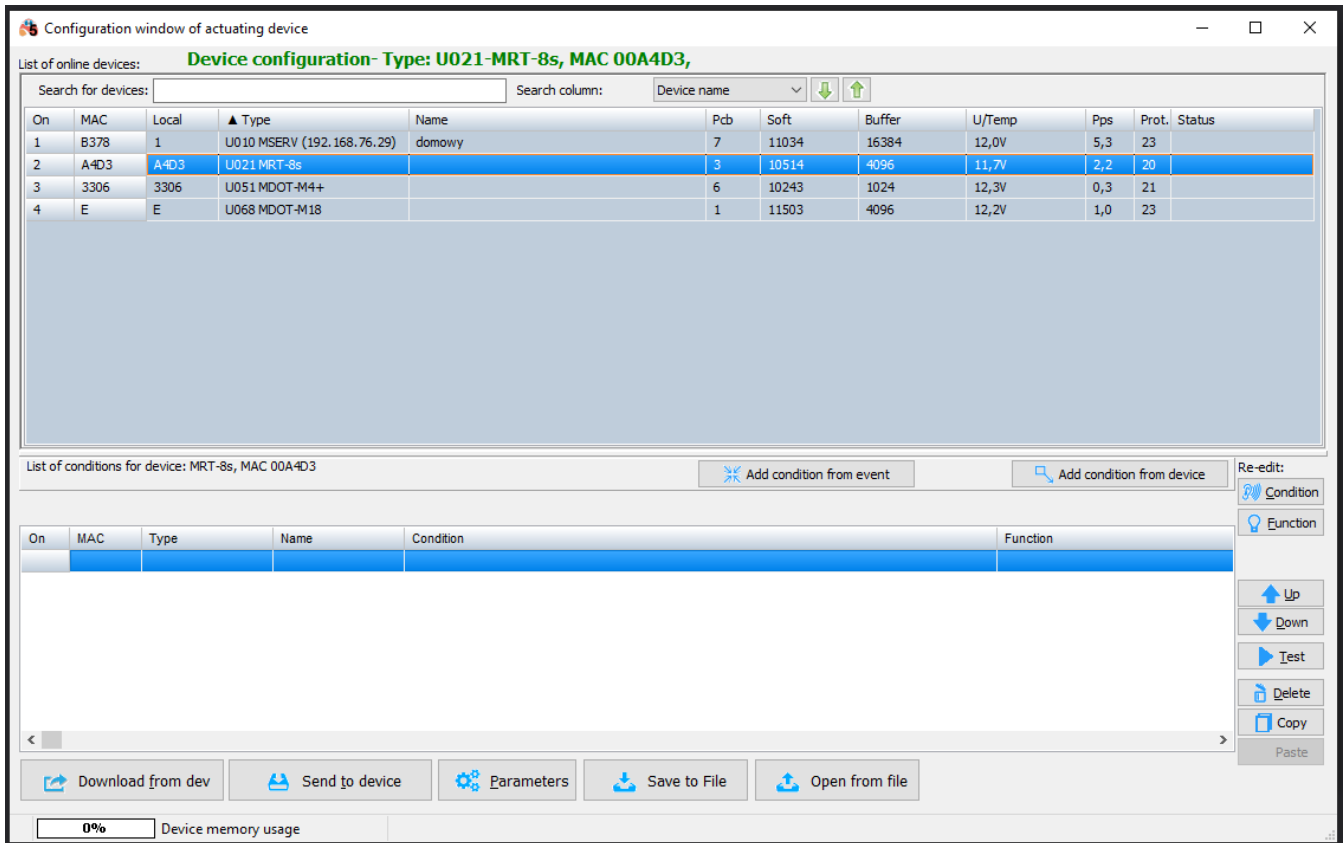 5 Configuration window of actuating device
List of online devices: Device configuration- Type: U021-MRT-8s, MAC 00A4D3,
Search for devices: Search column: Device name
On MAC Local ▲ Type Name Pcb Soft Buffer U/Temp Pps Prot. Status
1 B378 1 U010 MSERV (192.168.76.29) domowy 7 11034 16384 12,0V 5,3 23
2 A4D3 A4D3 U021 MRT-8s 3 10514 4096 11,7V 2,2 20
3 3306 3306 U051 MDOT-M4+ 6 10243 1024 12,3V 0,3 21
4 E E U068 MDOT-M18 1 11503 4096 12,2V 1,0 23
List of conditions for device: MRT-8s, MAC 00A4D3 Add condition from event Add condition from device Re-edit:
Condition
Function
On MAC Type Name Condition Function
Up
Down
Test
Delete
Copy
Paste
Download from dev Send to device Parameters Save to File Open from file
0% Device memory usage